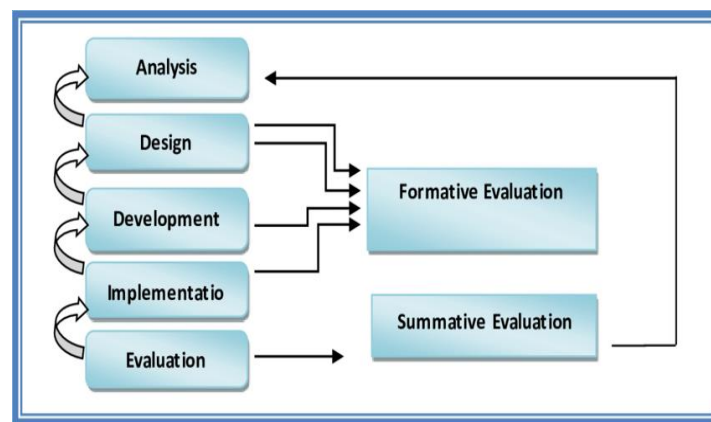 Analysis
Design
Development
Implementatio
Evaluation
Formative Evaluation
Summative Evaluation